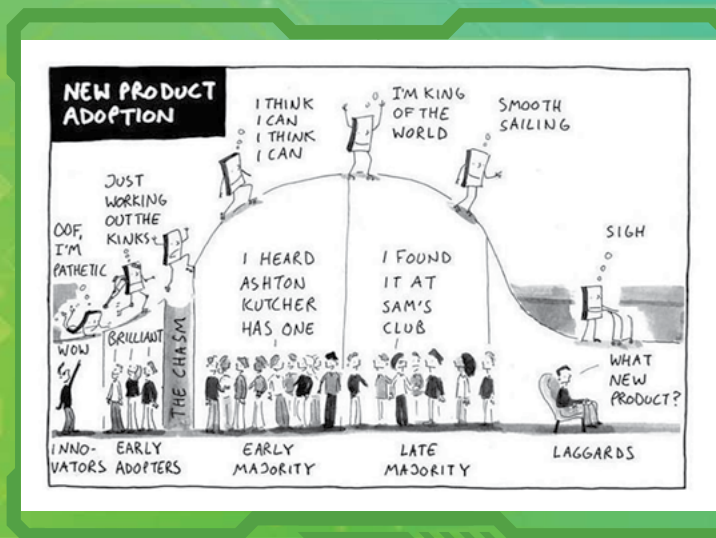 NEW PRODUCT
ADOPTION
OOF,
I'M
PATHETIC
JUST
WORKING
OUT THE
KINKS
I THINK
I CAN
I THINK
I CAN
I'M KING
OF THE
WORLD
SMOOTH
SAILING
SIGH
WOW
BRILLIANT
THE CHASM
I HEARD
ASHTON
KUTCHER
HAS ONE
I FOUND
IT AT
SAM'S
CLUB
WHAT
NEW
PRODUCT?
INNO-
VATORS
EARLY
ADOPTERS
EARLY
MAJORITY
LATE
MAJORITY
LAGGARDS